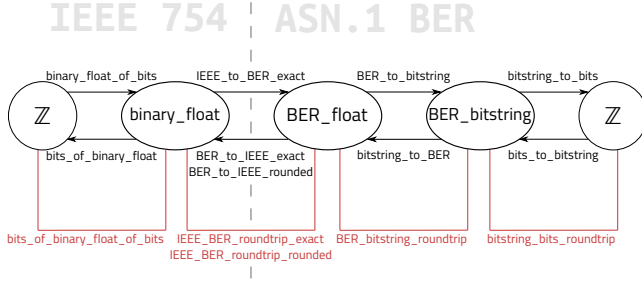 IEEE 754 ASN.1 BER
binary_float_of_bits IEEE_to_BER_exact BER_to_bitstring bitstring_to_bits
ℤ binary_float BER_float BER_bitstring ℤ
bits_of_binary_float BER_to_IEEE_exact bitstring_to_BER bits_to_bitstring
BER_to_IEEE_rounded
bits_of_binary_float_of_bits IEEE_BER_roundtrip_exact BER_bitstring_roundtrip bitstring_bits_roundtrip
IEEE_BER_roundtrip_rounded